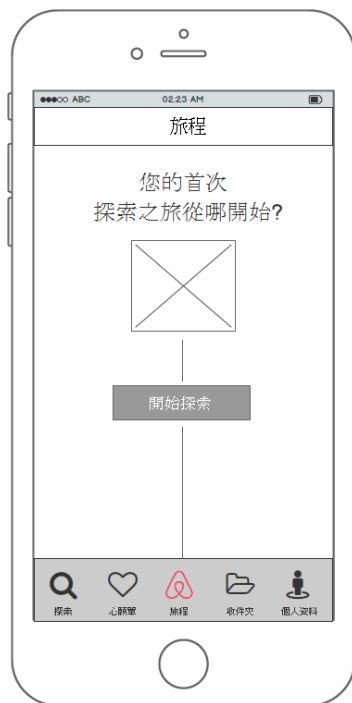 ABC 02:23 AM
旅程
您的首次
探索之旅從哪開始?
開始探索
探索 心願單 旅程 收件夾 個人資料